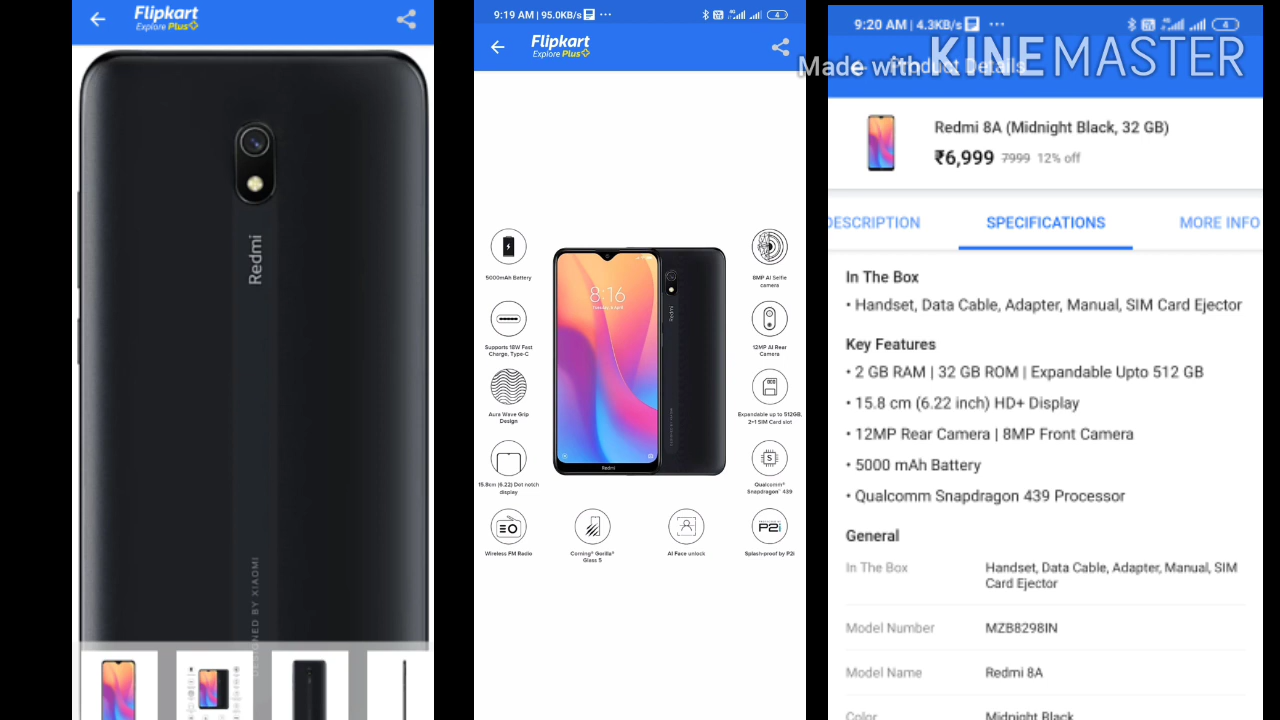 Flipkart
Explore Plus
Redmi
DESIGNED BY XIAOMI
9:19 AM | 95.0KB/s
4
Flipkart
Explore Plus
5000mAh Battery
Supports 18W Fast
Charge, Type-C
Aura Wave Grip
Design
15.8cm (6.22) Dot notch
display
Wireless FM Radio
8:16
Redmi
Redmi
Corning® Gorilla®
Glass 5
AI Face unlock
8MP AI Selfie
camera
12MP AI Rear
Camera
Expandable up to 512GB,
2+1 SIM Card slot
Qualcomm®
Snapdragon™ 439
P2i
Splash-proof by P2i
9:20 AM | 4.3KB/s
4
Made with KINEMASTER
Product Details
Redmi 8A (Midnight Black, 32 GB)
₹6,999 7999 12% off
DESCRIPTION
SPECIFICATIONS
MORE INFO
In The Box
• Handset, Data Cable, Adapter, Manual, SIM Card Ejector
Key Features
• 2 GB RAM | 32 GB ROM | Expandable Upto 512 GB
• 15.8 cm (6.22 inch) HD+ Display
• 12MP Rear Camera | 8MP Front Camera
• 5000 mAh Battery
• Qualcomm Snapdragon 439 Processor
General
In The Box Handset, Data Cable, Adapter, Manual, SIM
Card Ejector
Model Number MZB8298IN
Model Name Redmi 8A
Color Midnight Black